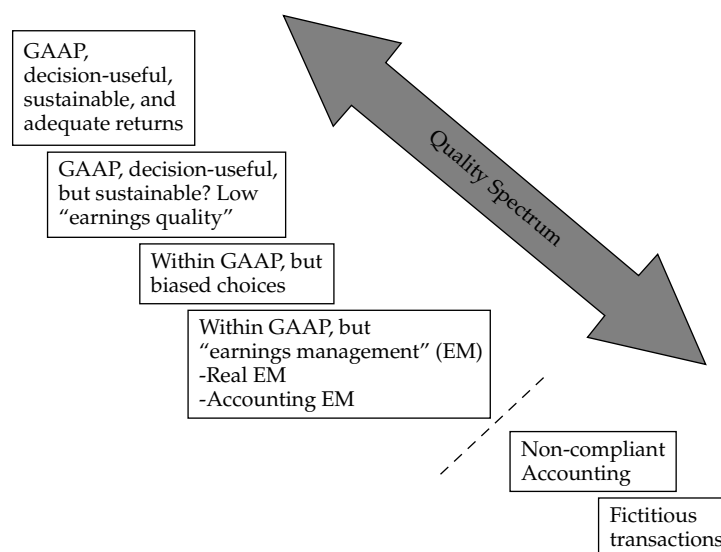 GAAP,
decision-useful,
sustainable, and
adequate returns
Quality Spectrum
GAAP, decision-useful,
but sustainable? Low
“earnings quality”
Within GAAP, but
biased choices
Within GAAP, but
“earnings management” (EM)
-Real EM
-Accounting EM
Non-compliant
Accounting
Fictitious
transactions